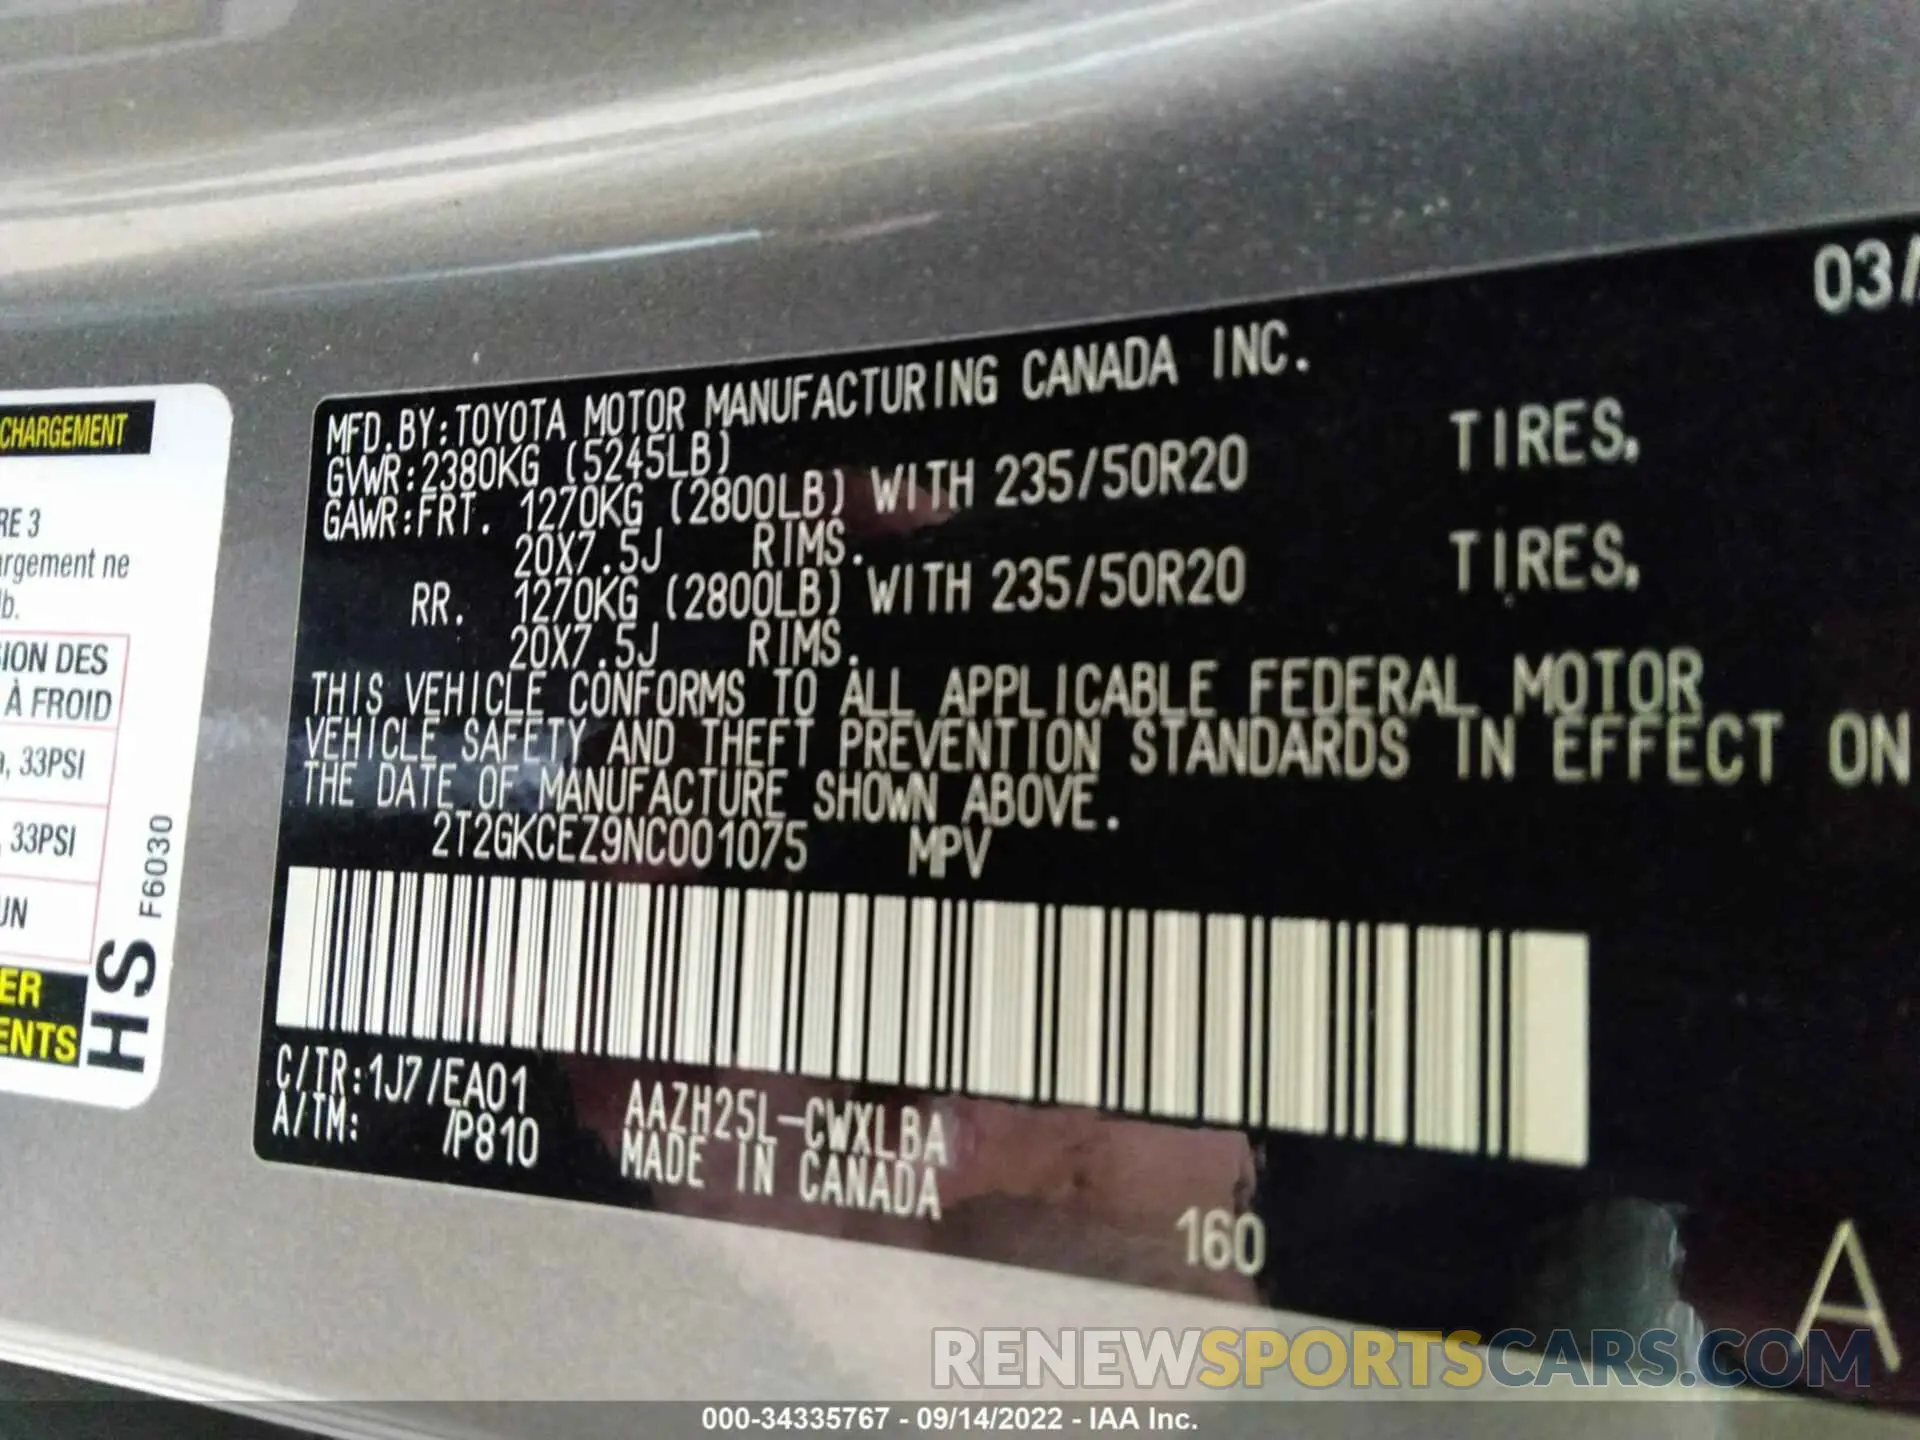 03/
MFD.BY:TOYOTA MOTOR MANUFACTURING CANADA INC.
GVWR:2380KG (5245LB)
GAWR:FRT. 1270KG (2800LB) WITH 235/50R20 TIRES,
20X7.5J RIMS.
RR. 1270KG (2800LB) WITH 235/50R20 TIRES,
20X7.5J RIMS.
THIS VEHICLE CONFORMS TO ALL APPLICABLE FEDERAL MOTOR
VEHICLE SAFETY AND THEFT PREVENTION STANDARDS IN EFFECT ON
THE DATE OF MANUFACTURE SHOWN ABOVE.
2T2GKCEZ9NC001075 MPV
C/TR:1J7/EA01
A/TM: /P810
AAZH25L-CWXLBA
MADE IN CANADA
160
A
CHARGEMENT
RE 3
rgement ne
lb.
ION DES
À FROID
, 33PSI
, 33PSI
UN
ER
ENTS
HS F6030
RENEWSPORTSCARS.COM
000-34335767 - 09/14/2022 - IAA Inc.